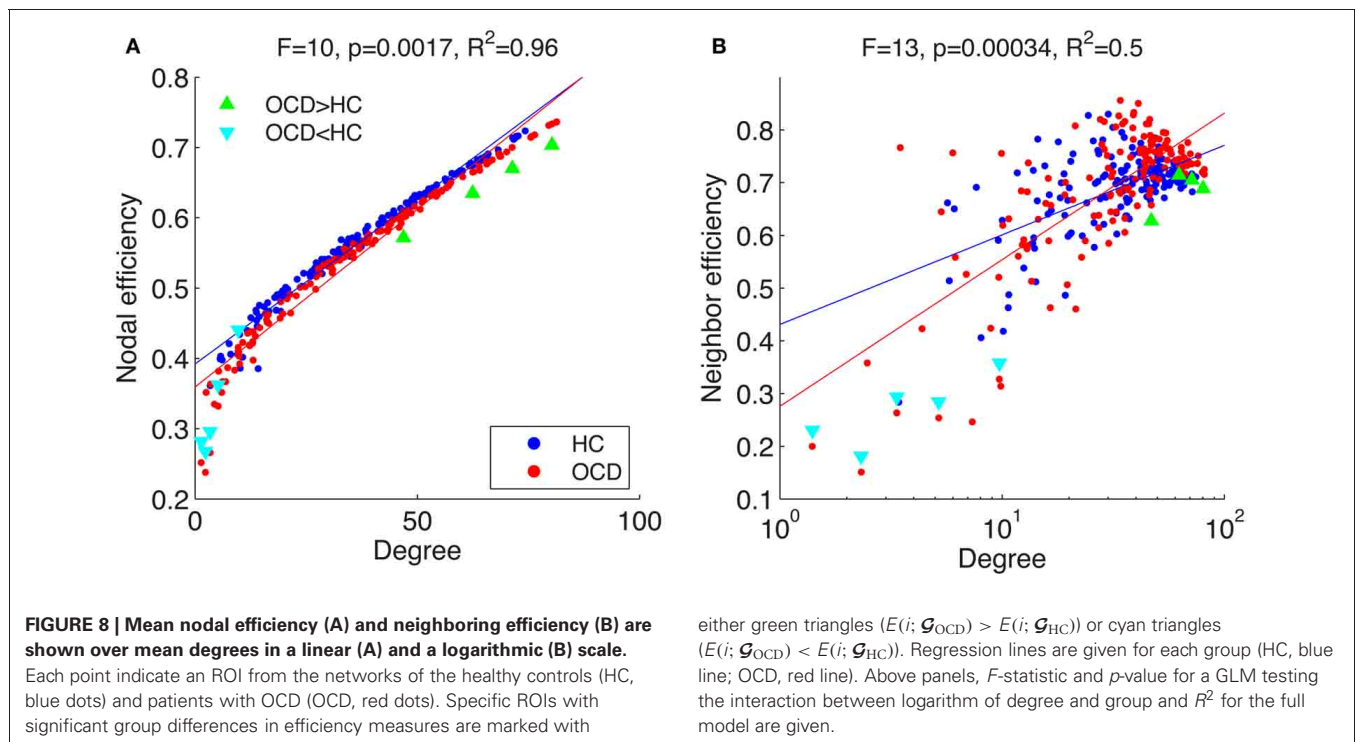 A
F=10, p=0.0017, R²=0.96
OCD>HC
OCD<HC
Nodal efficiency
0.8
0.7
0.6
0.5
0.4
0.3
0.2
HC
OCD
0
50
100
Degree
B
F=13, p=0.00034, R²=0.5
Neighbor efficiency
0.8
0.7
0.6
0.5
0.4
0.3
0.2
0.1
10⁰
10¹
10²
Degree
FIGURE 8 | Mean nodal efficiency (A) and neighboring efficiency (B) are
shown over mean degrees in a linear (A) and a logarithmic (B) scale.
Each point indicate an ROI from the networks of the healthy controls (HC,
blue dots) and patients with OCD (OCD, red dots). Specific ROIs with
significant group differences in efficiency measures are marked with
either green triangles (E(i; 𝓖OCD) > E(i; 𝓖HC)) or cyan triangles
(E(i; 𝓖OCD) < E(i; 𝓖HC)). Regression lines are given for each group (HC, blue
line; OCD, red line). Above panels, F-statistic and p-value for a GLM testing
the interaction between logarithm of degree and group and R² for the full
model are given.